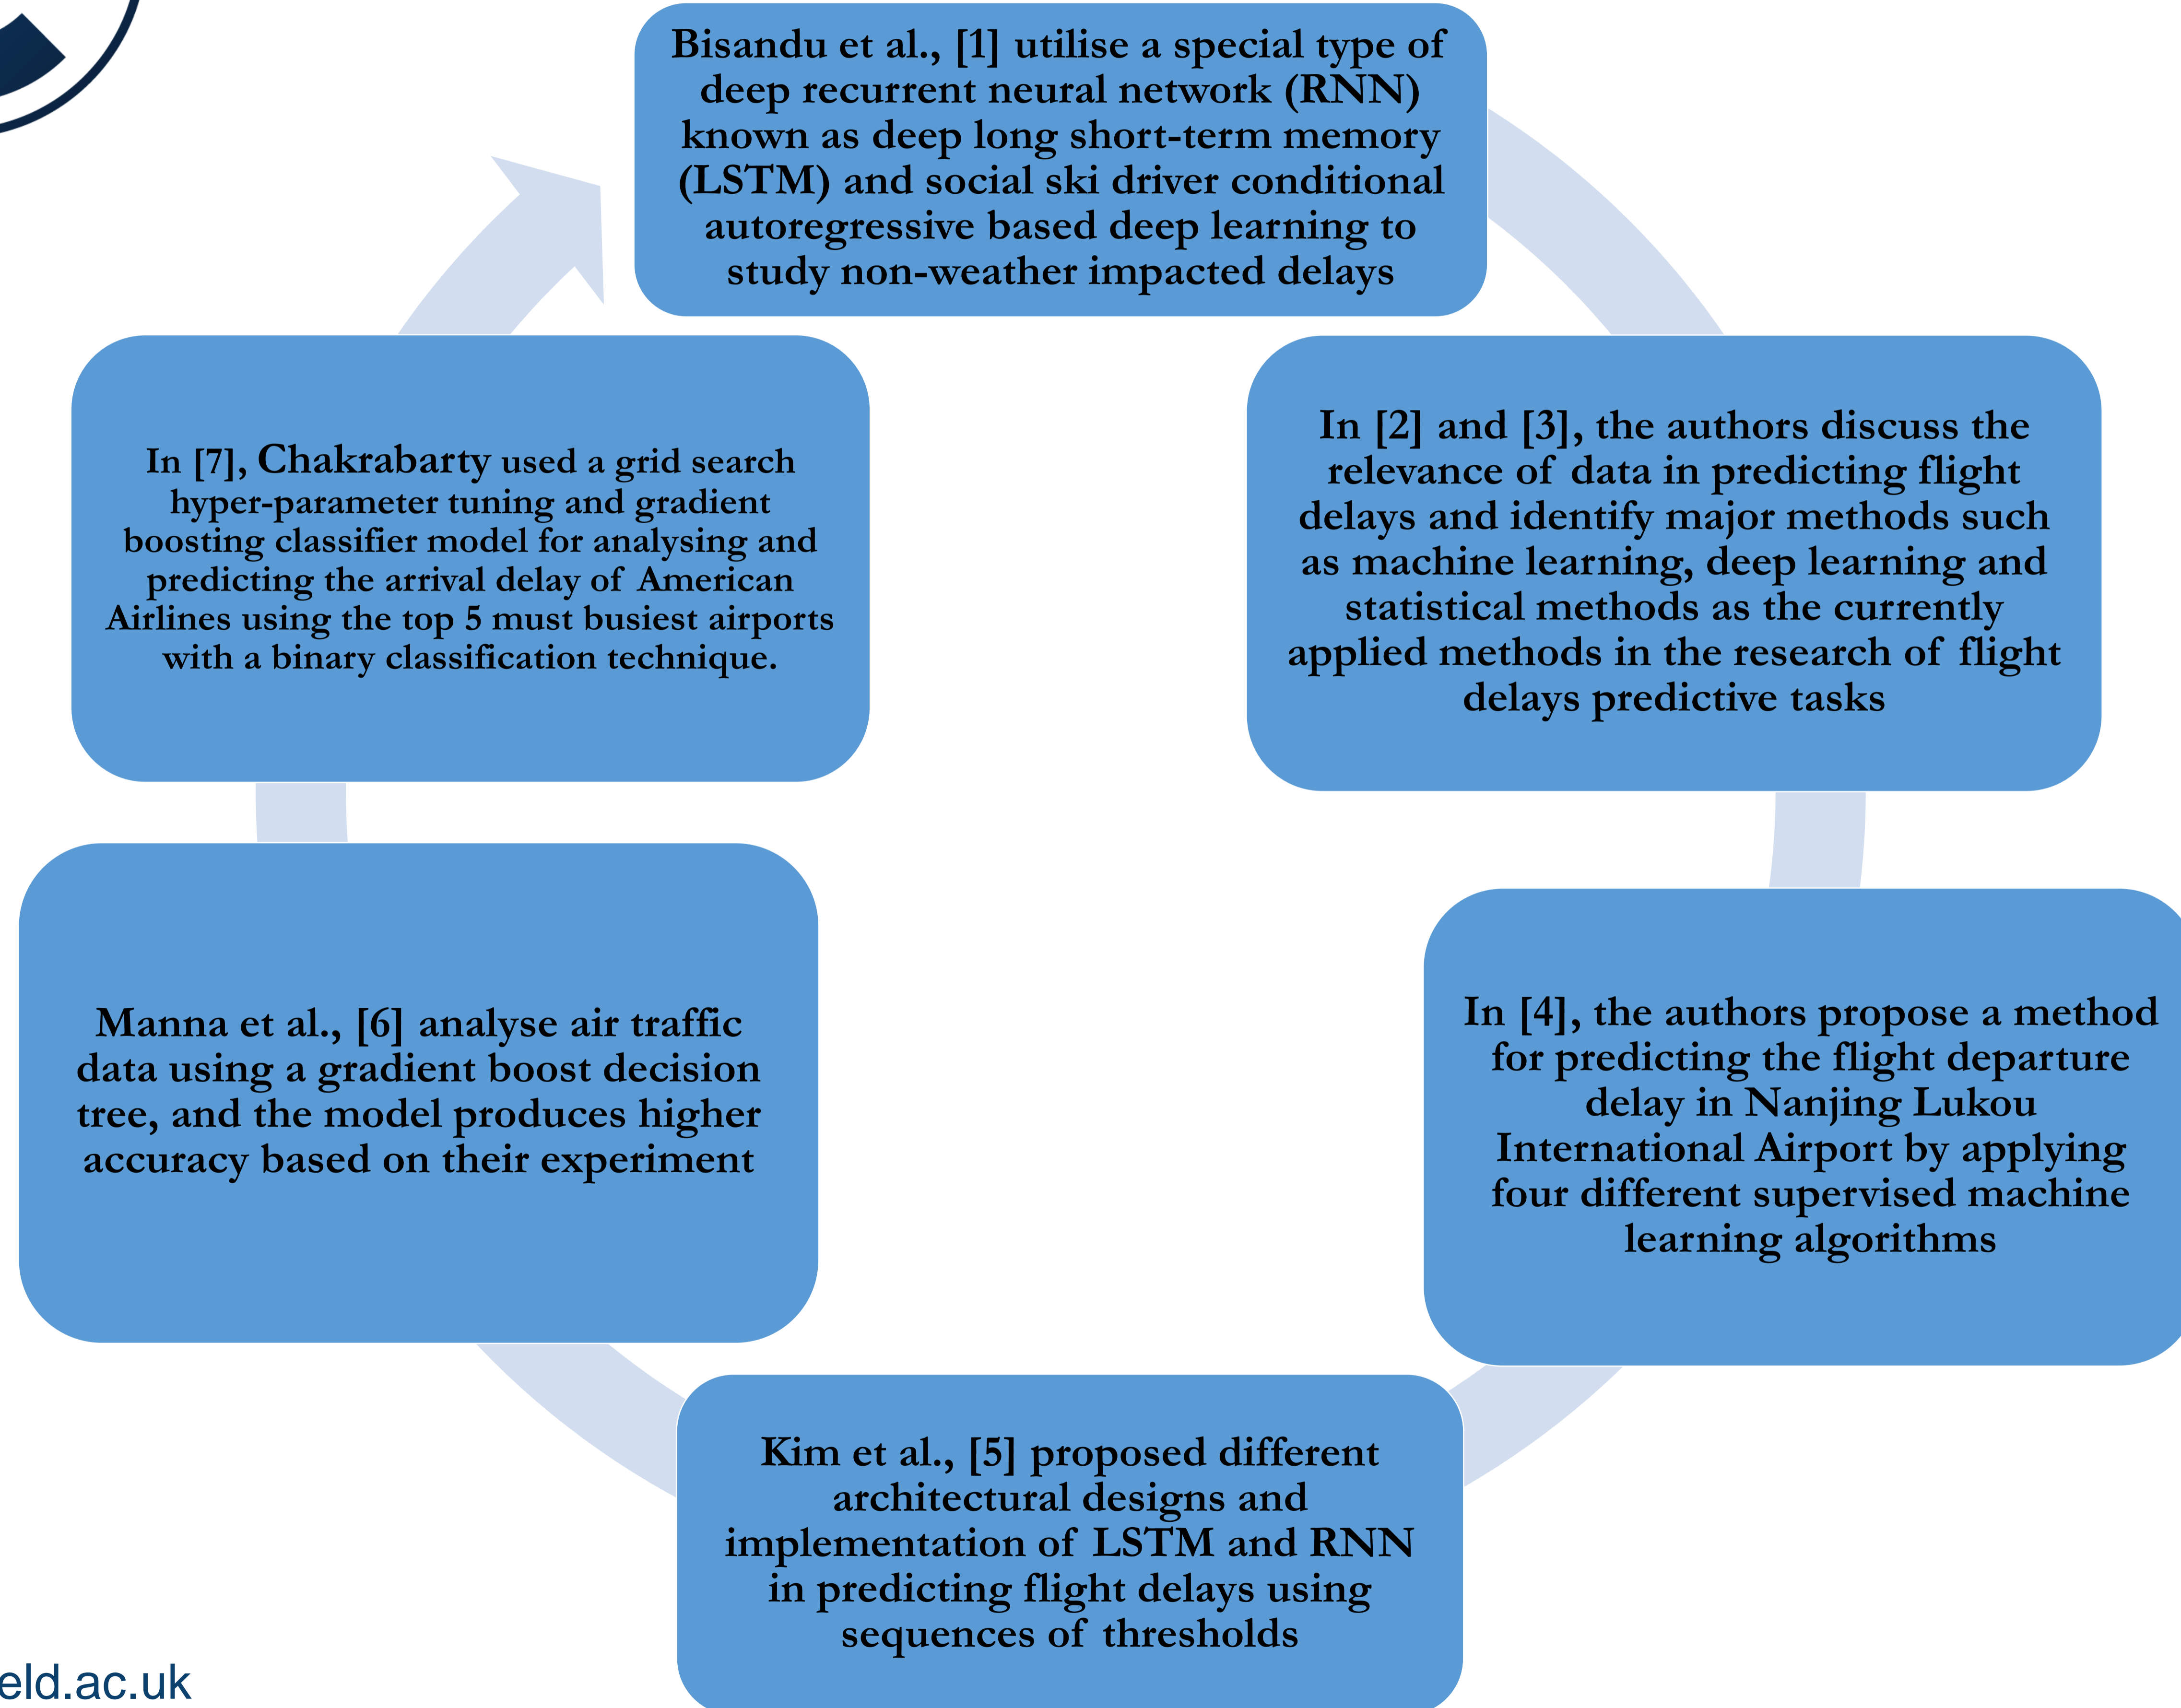 Bisandu et al., [1] utilise a special type of
deep recurrent neural network (RNN)
known as deep long short-term memory
(LSTM) and social ski driver conditional
autoregressive based deep learning to
study non-weather impacted delays
In [2] and [3], the authors discuss the
relevance of data in predicting flight
delays and identify major methods such
as machine learning, deep learning and
statistical methods as the currently
applied methods in the research of flight
delays predictive tasks
In [4], the authors propose a method
for predicting the flight departure
delay in Nanjing Lukou
International Airport by applying
four different supervised machine
learning algorithms
Kim et al., [5] proposed different
architectural designs and
implementation of LSTM and RNN
in predicting flight delays using
sequences of thresholds
Manna et al., [6] analyse air traffic
data using a gradient boost decision
tree, and the model produces higher
accuracy based on their experiment
In [7], Chakrabarty used a grid search
hyper-parameter tuning and gradient
boosting classifier model for analysing and
predicting the arrival delay of American
Airlines using the top 5 must busiest airports
with a binary classification technique.
eld.ac.uk